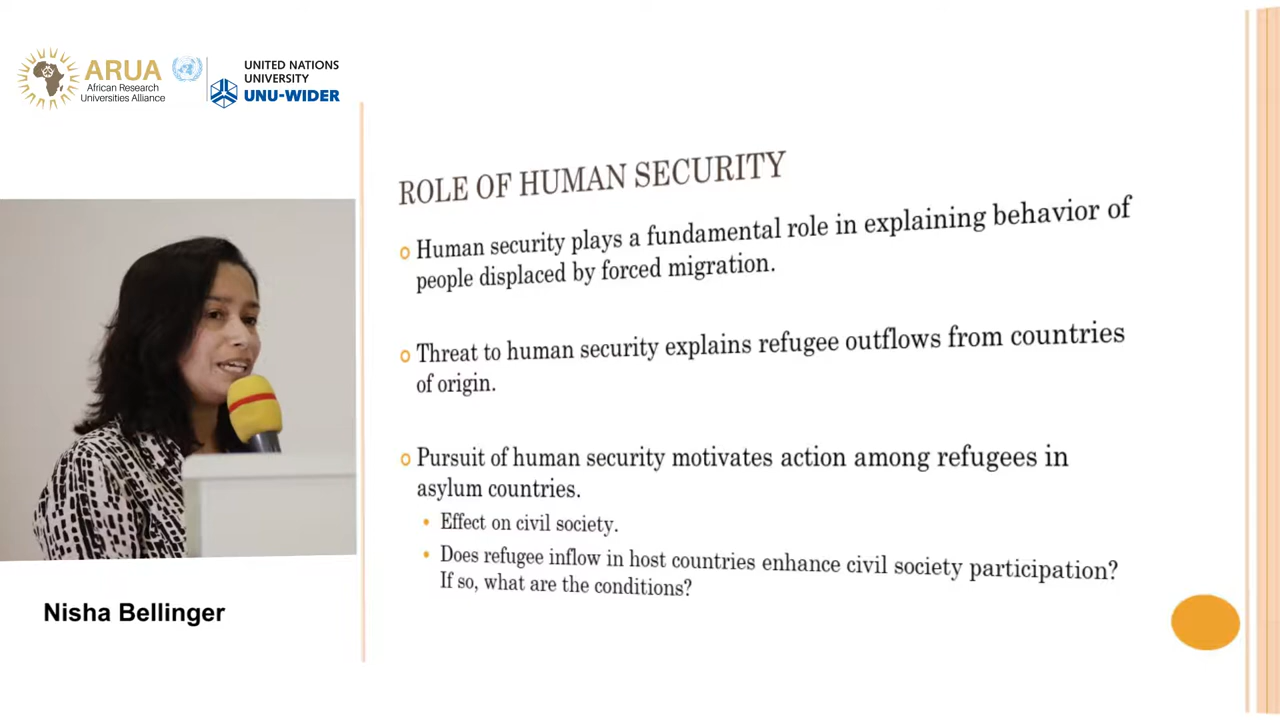 ARUA
African Research
Universities Alliance
UNITED NATIONS
UNIVERSITY
UNU-WIDER
ROLE OF HUMAN SECURITY
Human security plays a fundamental role in explaining behavior of
people displaced by forced migration.
Threat to human security explains refugee outflows from countries
of origin.
Pursuit of human security motivates action among refugees in
asylum countries.
Effect on civil society.
Does refugee inflow in host countries enhance civil society participation?
If so, what are the conditions?
Nisha Bellinger